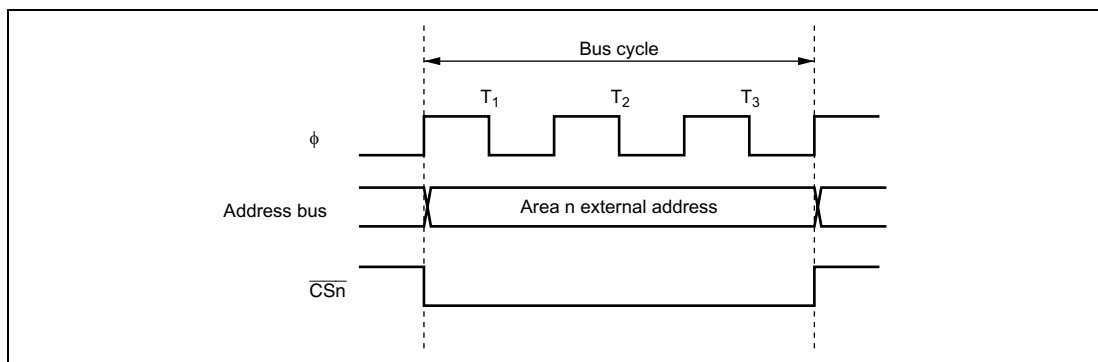 Bus cycle
T1 T2 T3
ϕ
Address bus Area n external address
CSn